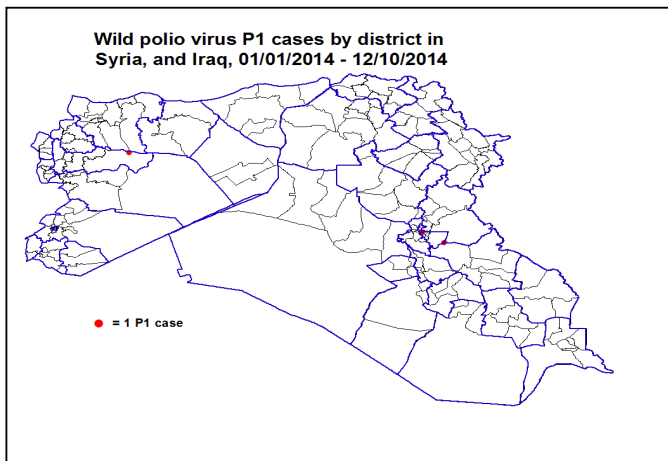 Wild polio virus P1 cases by district in
Syria, and Iraq, 01/01/2014 - 12/10/2014
= 1 P1 case